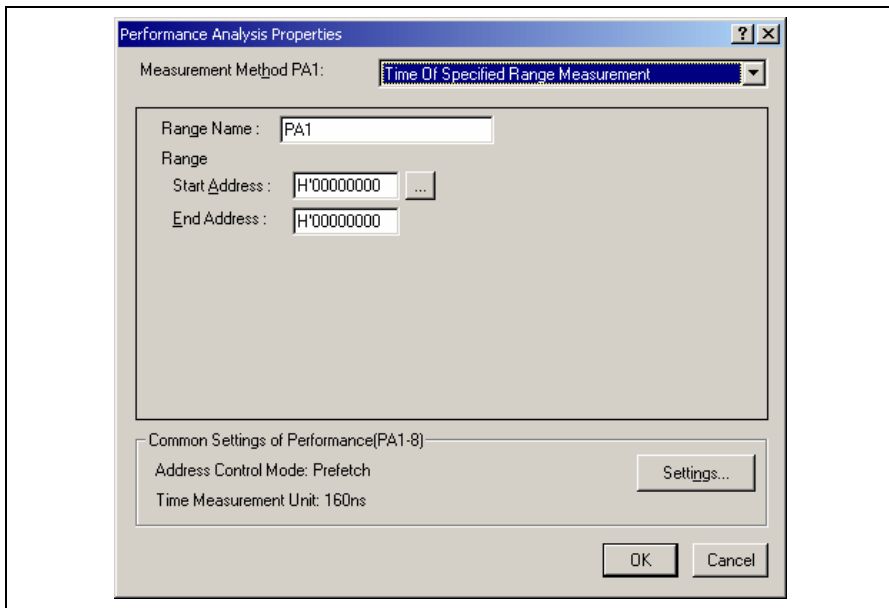 Performance Analysis Properties
Measurement Method PA1: Time Of Specified Range Measurement
Range Name : PA1
Range
Start Address : H'00000000 ...
End Address : H'00000000
Common Settings of Performance(PA1-8)
Address Control Mode: Prefetch
Settings...
Time Measurement Unit: 160ns
OK Cancel